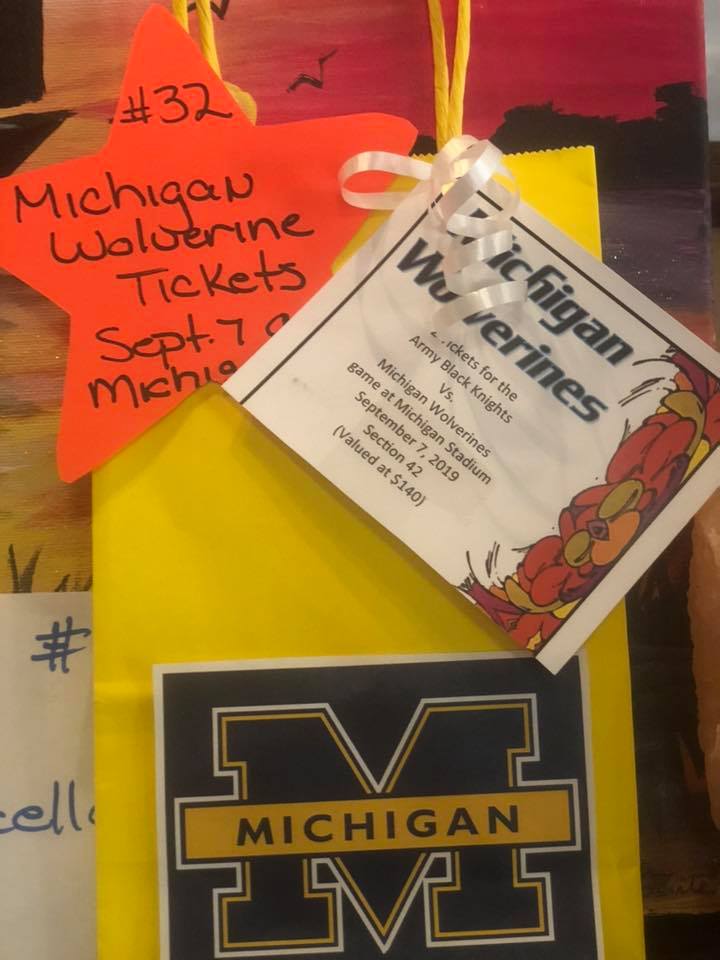 #32
Michigan
Wolverine
Tickets
Sept. 7
Michigan
Wolverines
Tickets for the
Army Black Knights
Vs.
Michigan Wolverines
game at Michigan Stadium
September 7, 2019
Section 42
(Valued at $140)
#
MICHIGAN